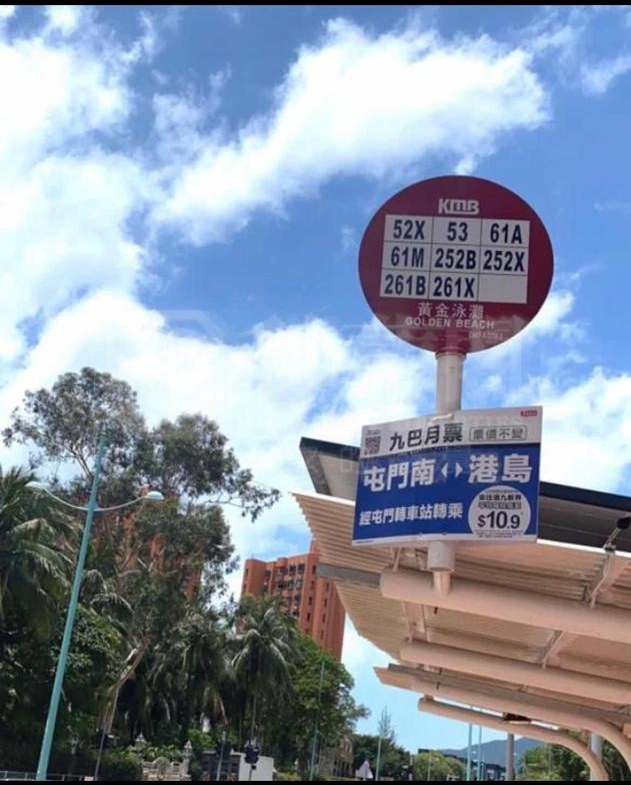 KMB
52X 53 61A
61M 252B 252X
261B 261X
黃金泳灘
GOLDEN BEACH
九巴月票 票價不變
屯門南 港島
經屯門轉車站轉乘
$10.9